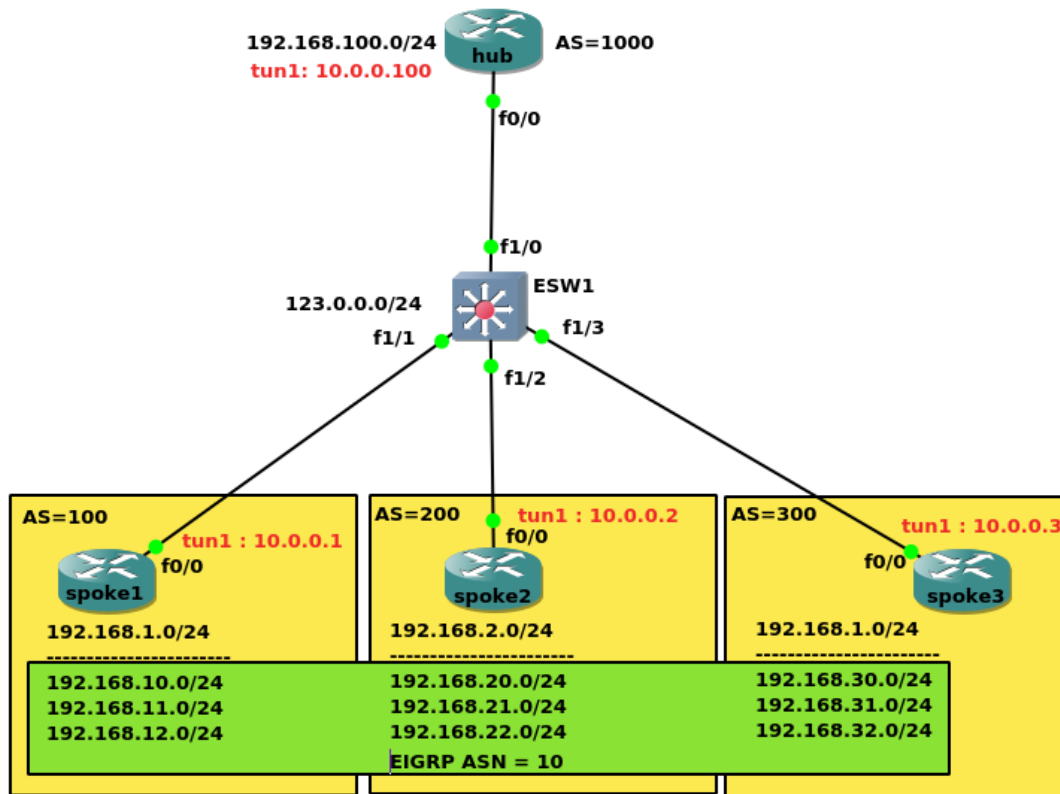 192.168.100.0/24
AS=1000
hub
tun1: 10.0.0.100
f0/0
f1/0
ESW1
123.0.0.0/24
f1/1
f1/3
f1/2
AS=100
tun1 : 10.0.0.1
f0/0
spoke1
192.168.1.0/24
-----------------------
192.168.10.0/24
192.168.11.0/24
192.168.12.0/24
AS=200
tun1 : 10.0.0.2
f0/0
spoke2
192.168.2.0/24
-----------------------
192.168.20.0/24
192.168.21.0/24
192.168.22.0/24
EIGRP ASN = 10
AS=300
tun1 : 10.0.0.3
f0/0
spoke3
192.168.1.0/24
-----------------------
192.168.30.0/24
192.168.31.0/24
192.168.32.0/24